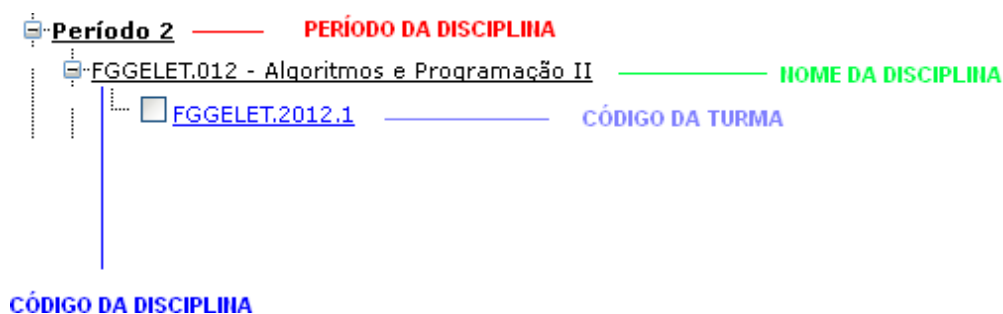 Período 2 PERÍODO DA DISCIPLINA
FGGELET.012 - Algoritmos e Programação II NOME DA DISCIPLINA
FGGELET.2012.1 CÓDIGO DA TURMA
CÓDIGO DA DISCIPLINA